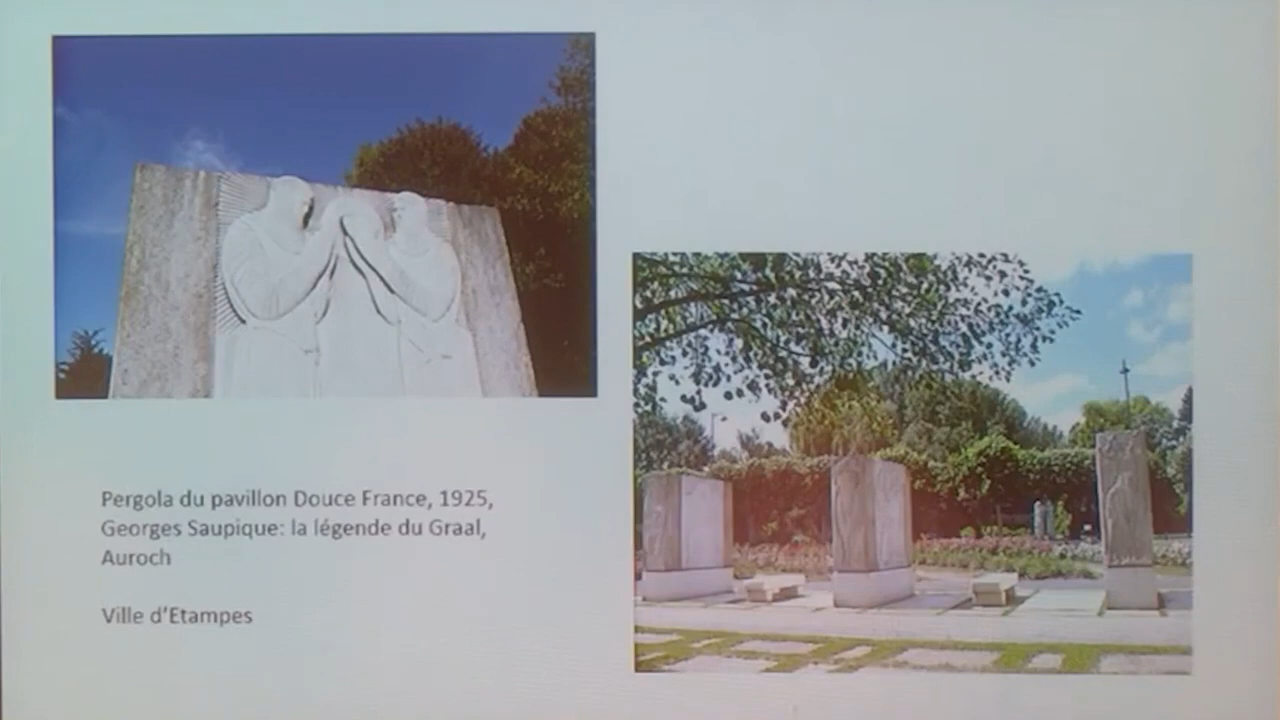 Pergola du pavillon Douce France, 1925,
Georges Saupique: la légende du Graal,
Auroch
Ville d'Etampes